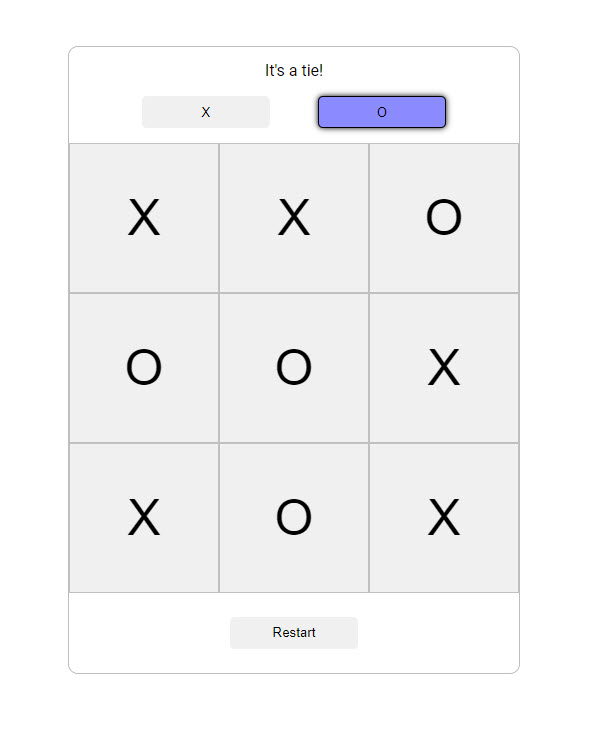 It's a tie!
X O
X X O
O O X
X O X
Restart